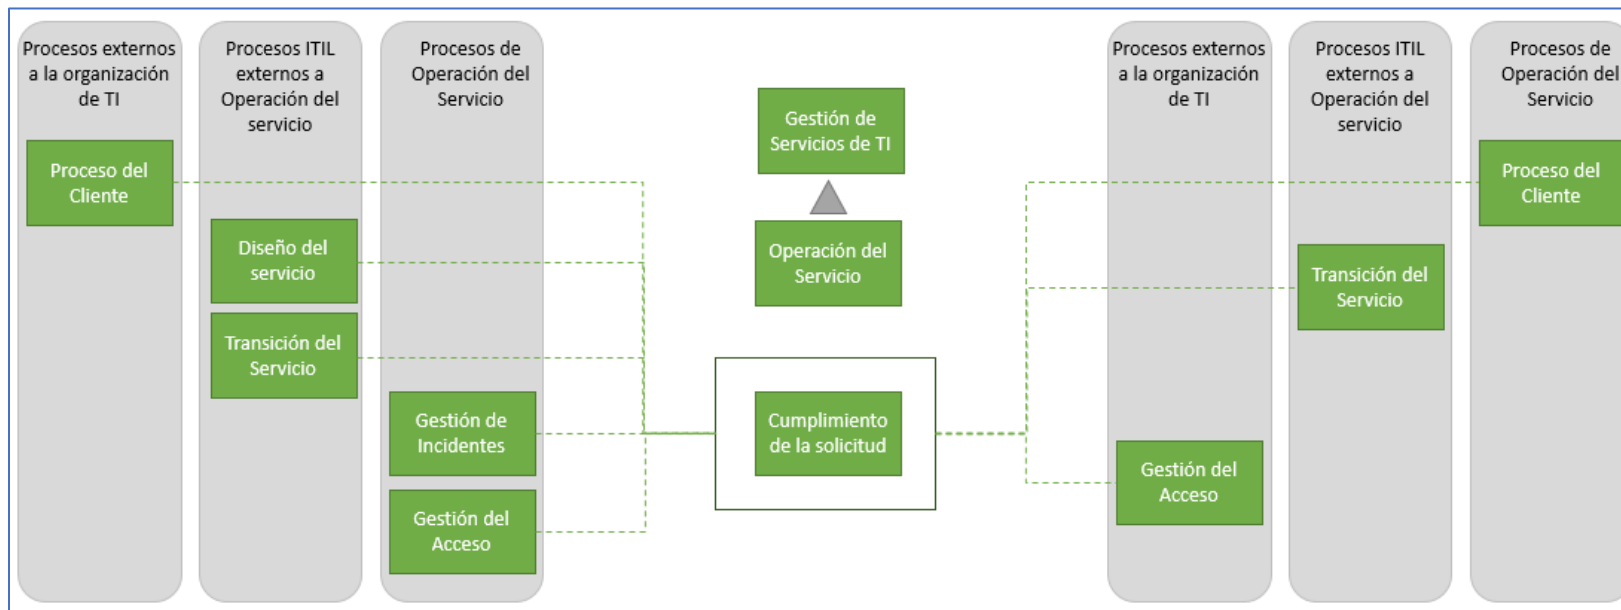 Procesos externos
a la organización
de TI
Proceso del
Cliente
Procesos ITIL
externos a
Operación del
servicio
Diseño del
servicio
Transición del
Servicio
Procesos de
Operación del
Servicio
Gestión de
Incidentes
Gestión del
Acceso
Gestión de
Servicios de TI
Operación del
Servicio
Cumplimiento
de la solicitud
Procesos externos
a la organización
de TI
Gestión del
Acceso
Procesos ITIL
externos a
Operación del
servicio
Transición del
Servicio
Procesos de
Operación del
Servicio
Proceso del
Cliente